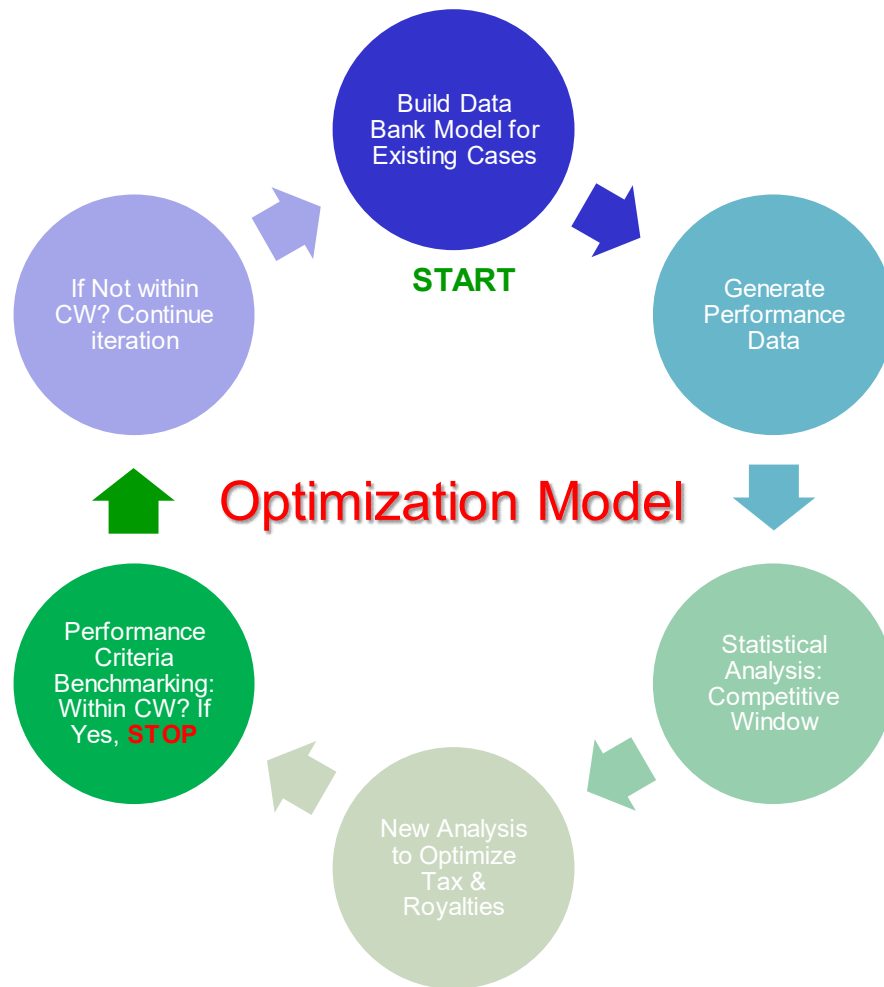 Build Data
Bank Model for
Existing Cases
START
Generate
Performance
Data
Statistical
Analysis:
Competitive
Window
New Analysis
to Optimize
Tax &
Royalties
Performance
Criteria
Benchmarking:
Within CW? If
Yes, STOP
If Not within
CW? Continue
iteration
Optimization Model